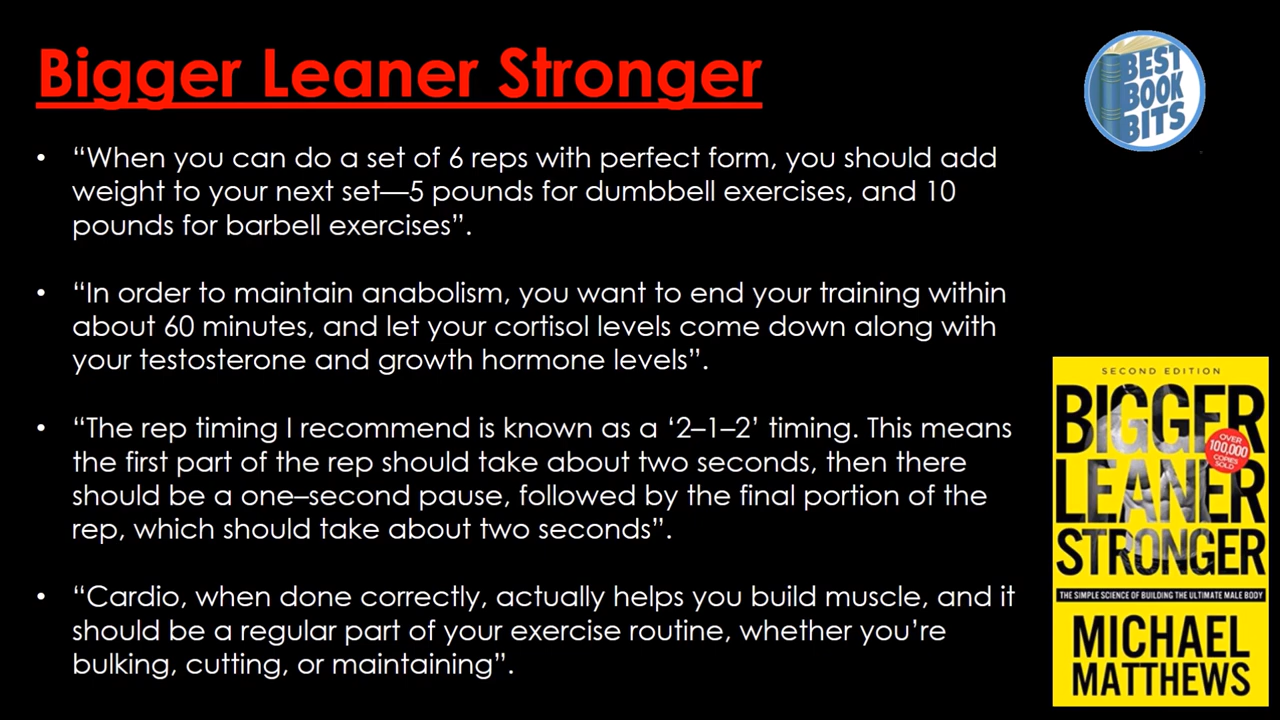 Bigger Leaner Stronger
BEST
BOOK
BITS
• “When you can do a set of 6 reps with perfect form, you should add
weight to your next set—5 pounds for dumbbell exercises, and 10
pounds for barbell exercises”.
• “In order to maintain anabolism, you want to end your training within
about 60 minutes, and let your cortisol levels come down along with
your testosterone and growth hormone levels”.
• “The rep timing I recommend is known as a ‘2–1–2’ timing. This means
the first part of the rep should take about two seconds, then there
should be a one–second pause, followed by the final portion of the
rep, which should take about two seconds”.
• “Cardio, when done correctly, actually helps you build muscle, and it
should be a regular part of your exercise routine, whether you’re
bulking, cutting, or maintaining”.
SECOND EDITION
BIGGER
LEANER
STRONGER
OVER
100,000
COPIES
SOLD
THE SIMPLE SCIENCE OF BUILDING THE ULTIMATE MALE BODY
MICHAEL
MATTHEWS